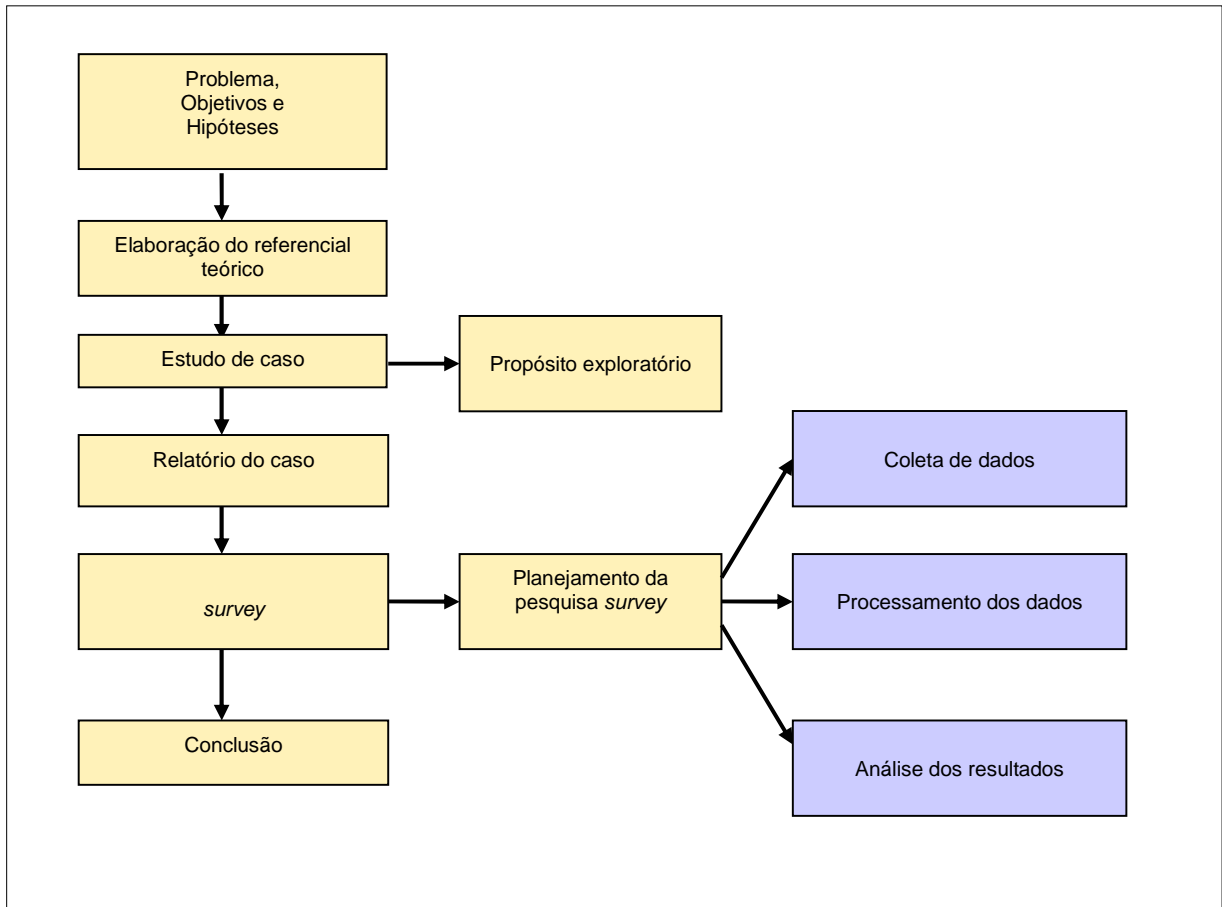 Problema,
Objetivos e
Hipóteses
Elaboração do referencial
teórico
Estudo de caso
Propósito exploratório
Relatório do caso
Coleta de dados
survey
Planejamento da
pesquisa survey
Processamento dos dados
Conclusão
Análise dos resultados